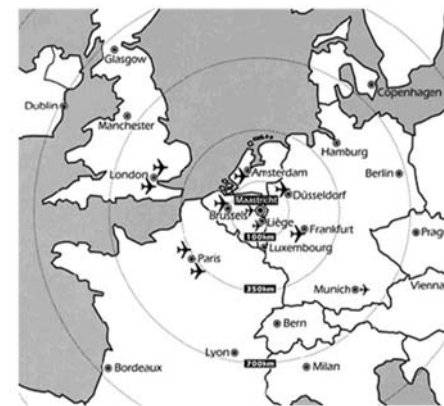 Glasgow
Copenhagen
Dublin
Manchester
Hamburg
London
Amsterdam
Berlin
Maastricht
Düsseldorf
Brussels
Liège
Frankfurt
Prag
100km
Luxembourg
Paris
350km
Munich
Vienna
Bern
Lyon
700km
Bordeaux
Milan